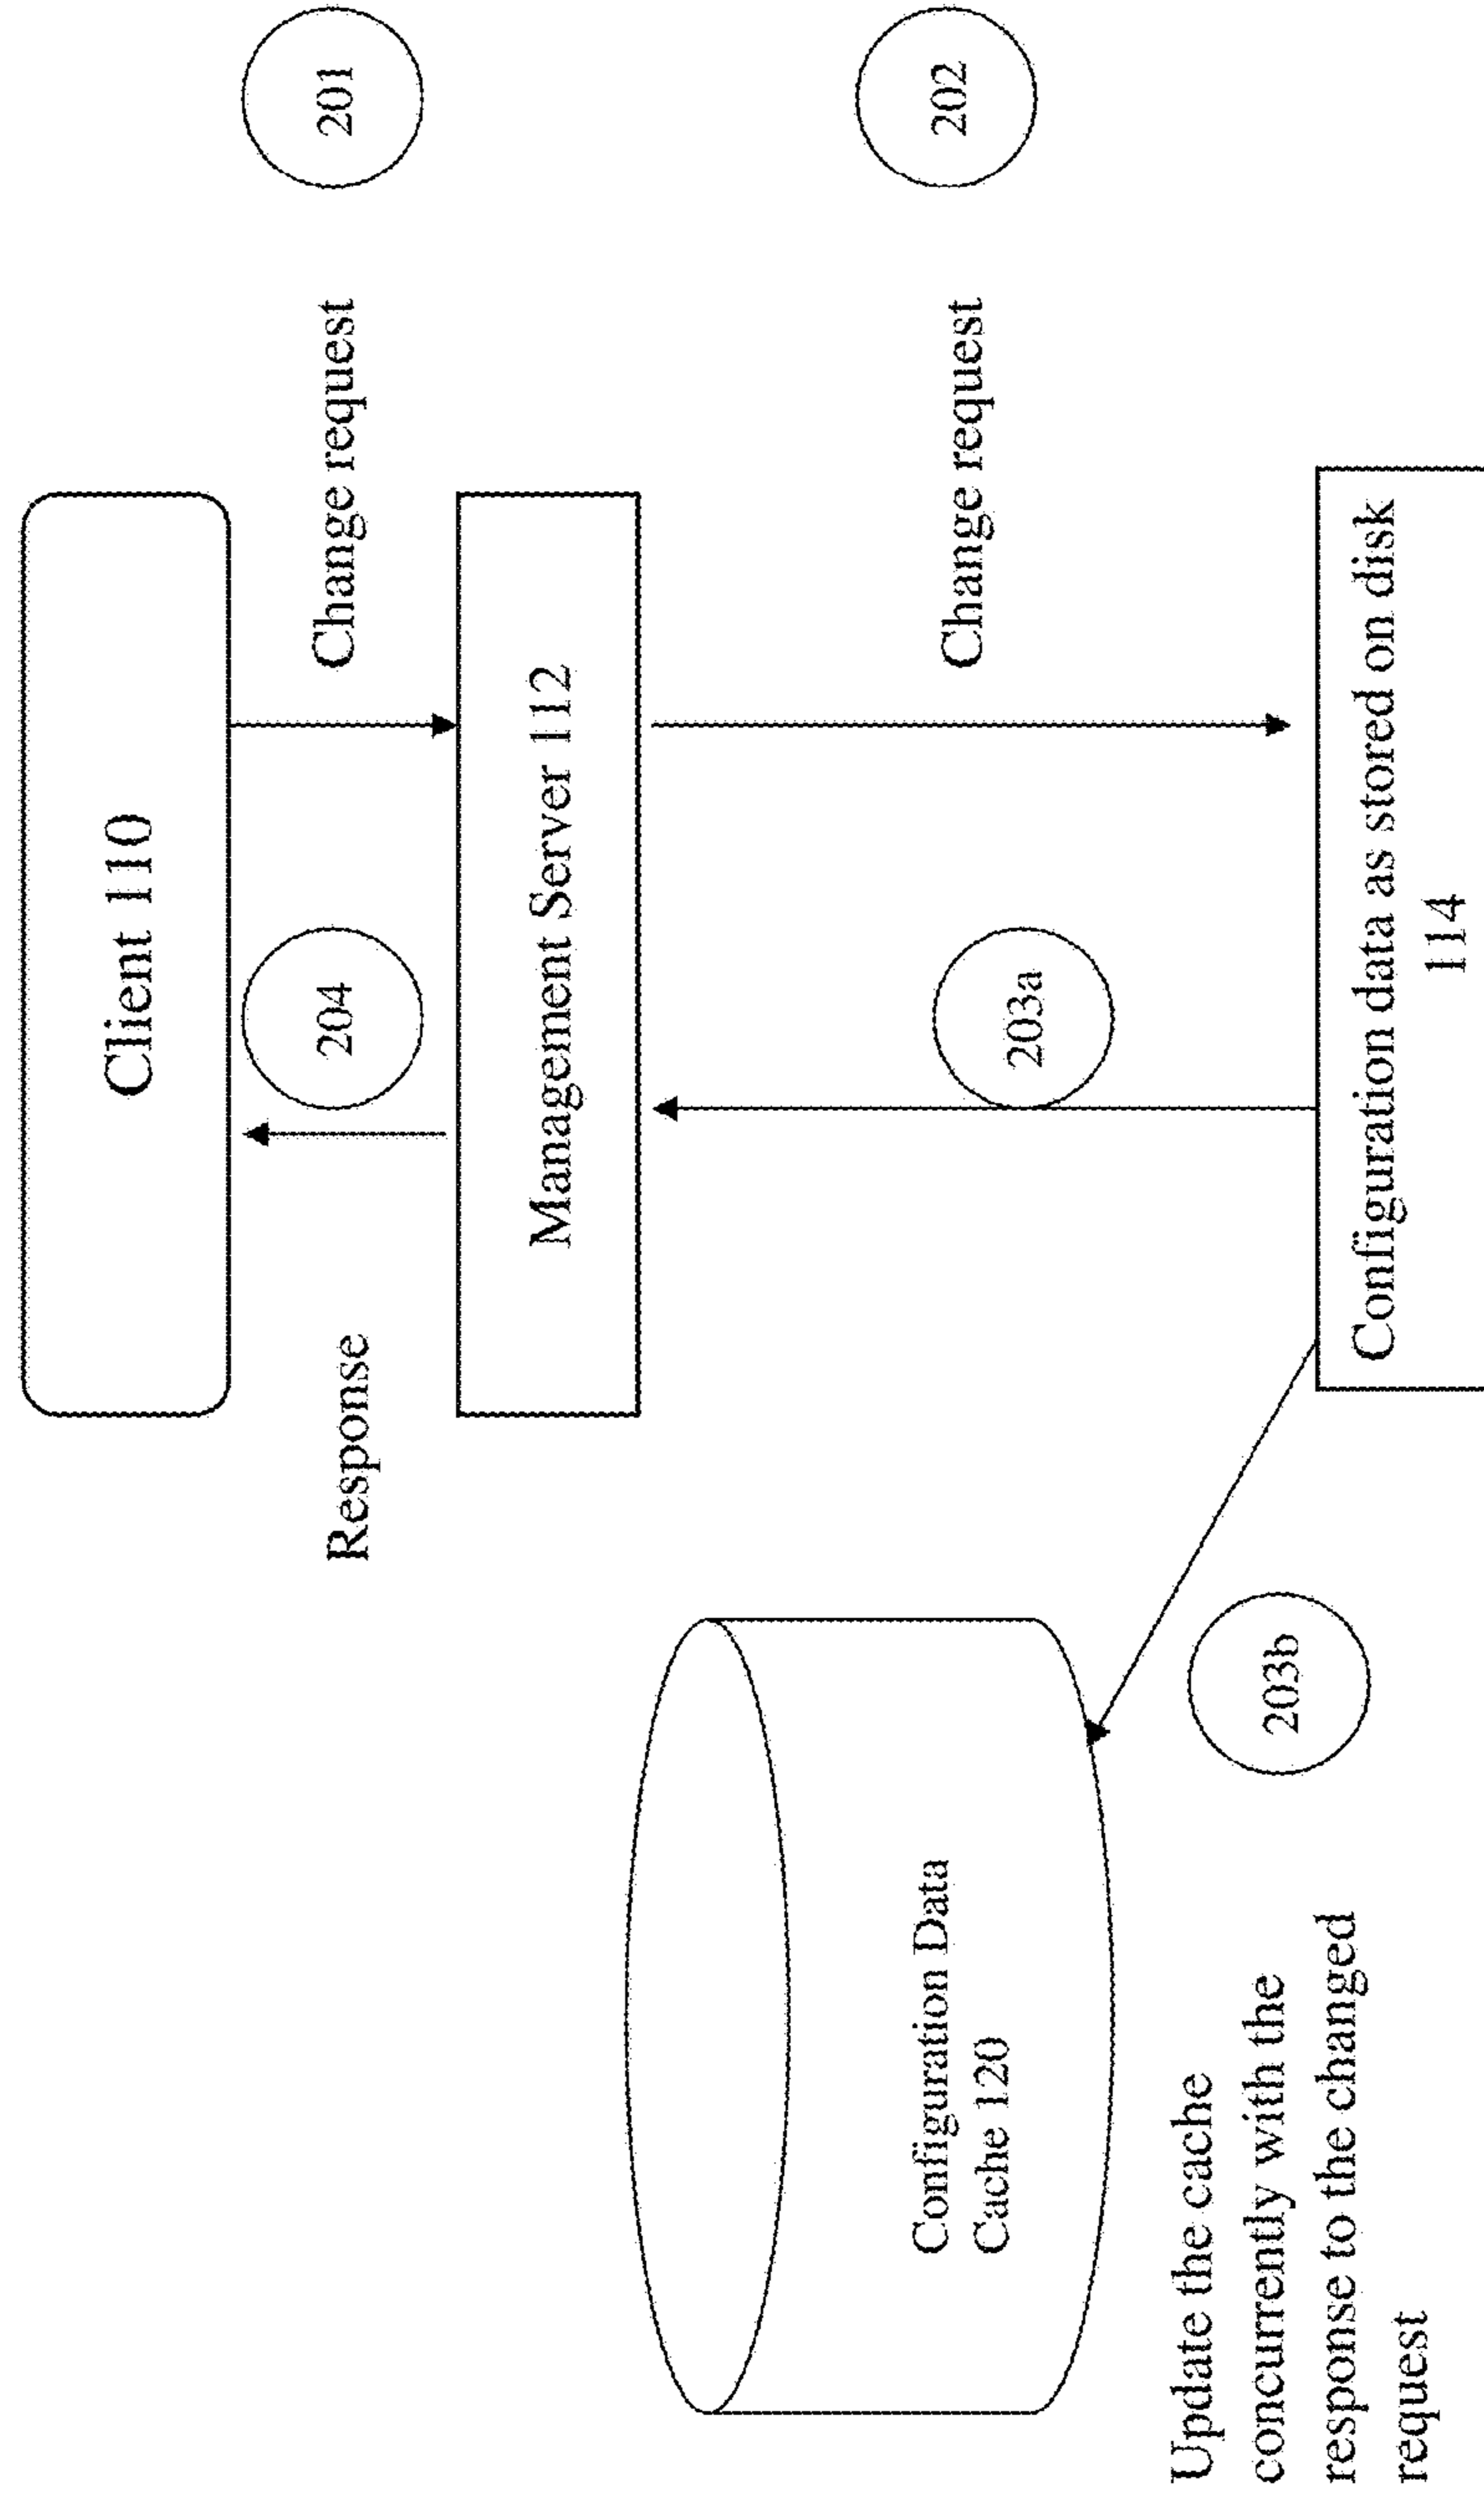 Client 110
Response
204
Change request
201
Management Server 112
Configuration Data
Cache 120
203a
Change request
202
Update the cache
concurrently with the
response to the changed
request
203b
Configuration data as stored on disk
114